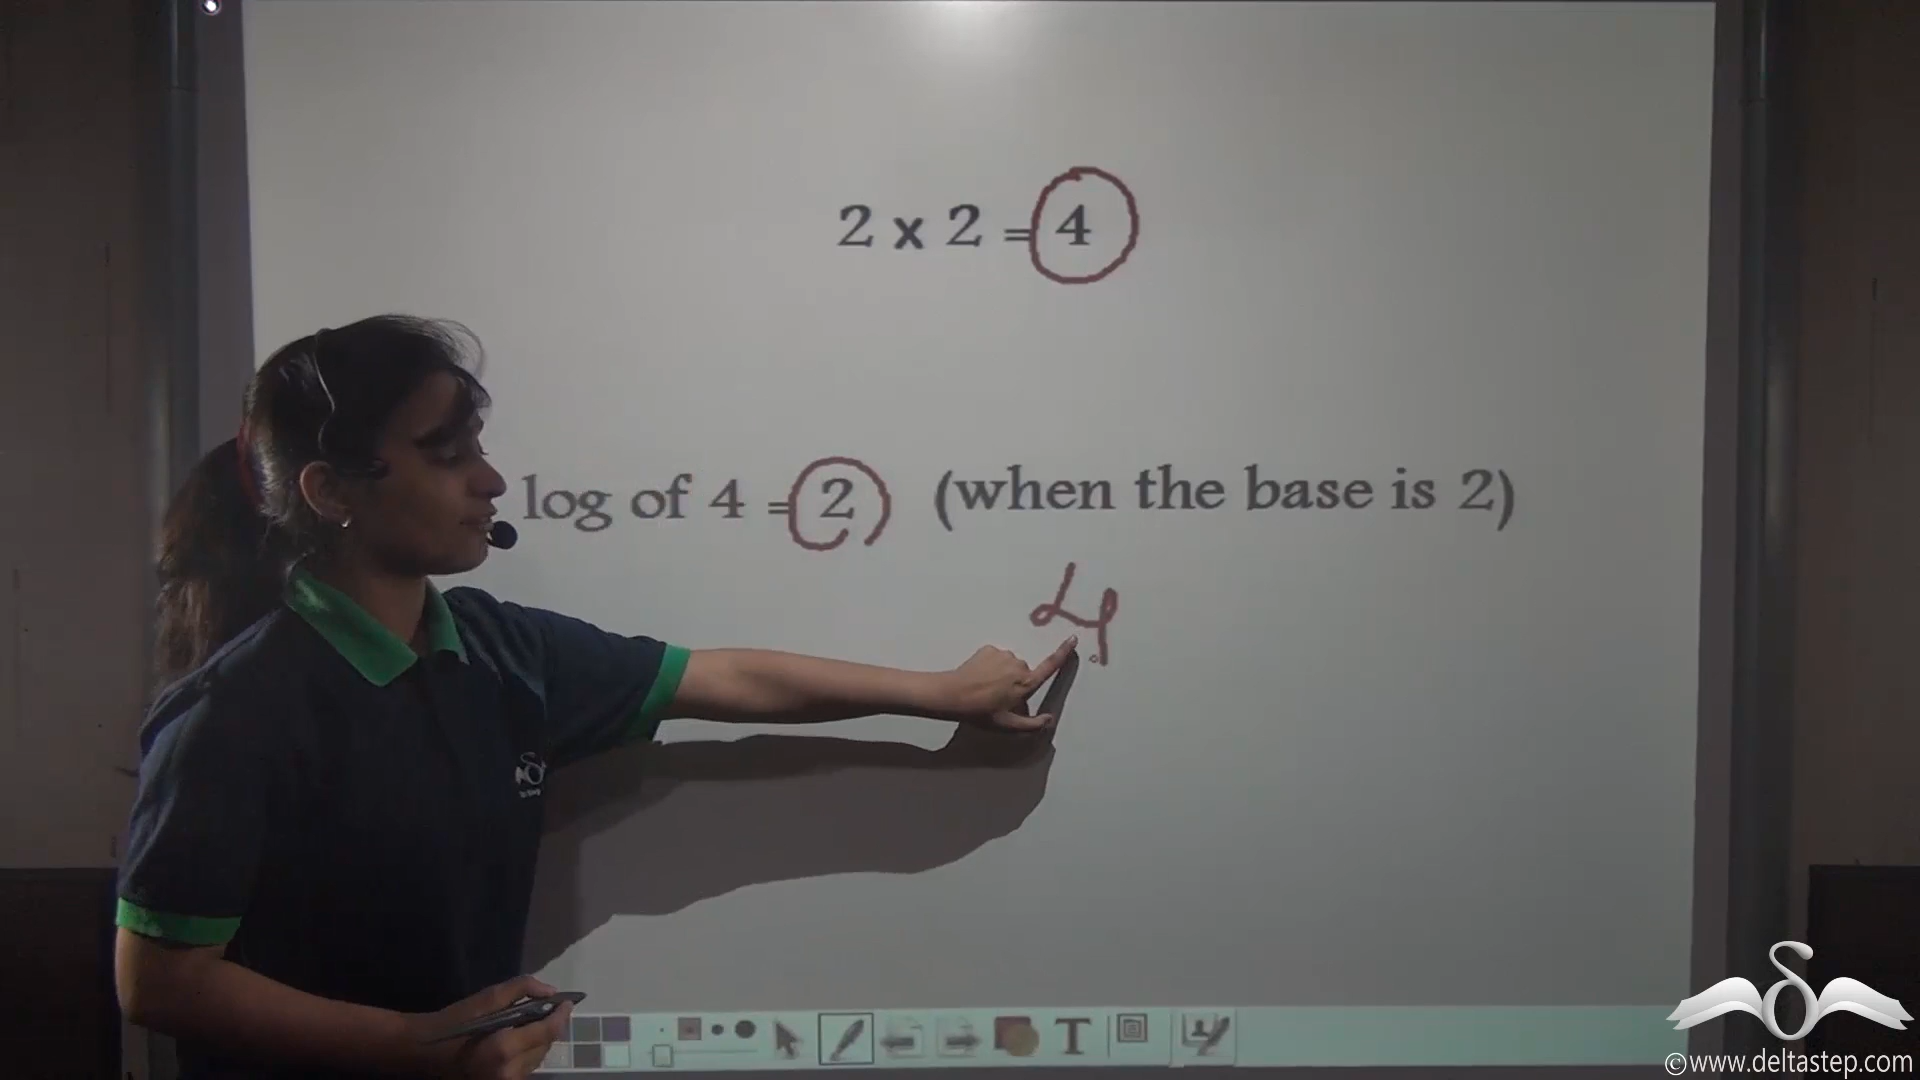 2 x 2 = 4
log of 4 = 2 (when the base is 2)
4
T
©www.deltastep.com